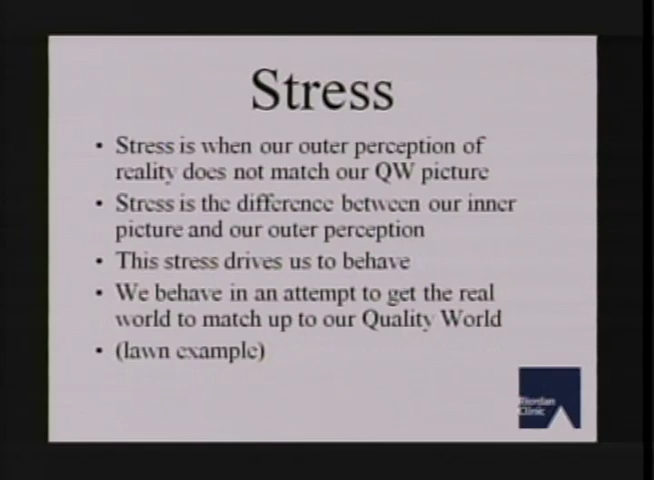 Stress
• Stress is when our outer perception of
reality does not match our QW picture
• Stress is the difference between our inner
picture and our outer perception
• This stress drives us to behave
• We behave in an attempt to get the real
world to match up to our Quality World
• (lawn example)
Riordan
Clinic